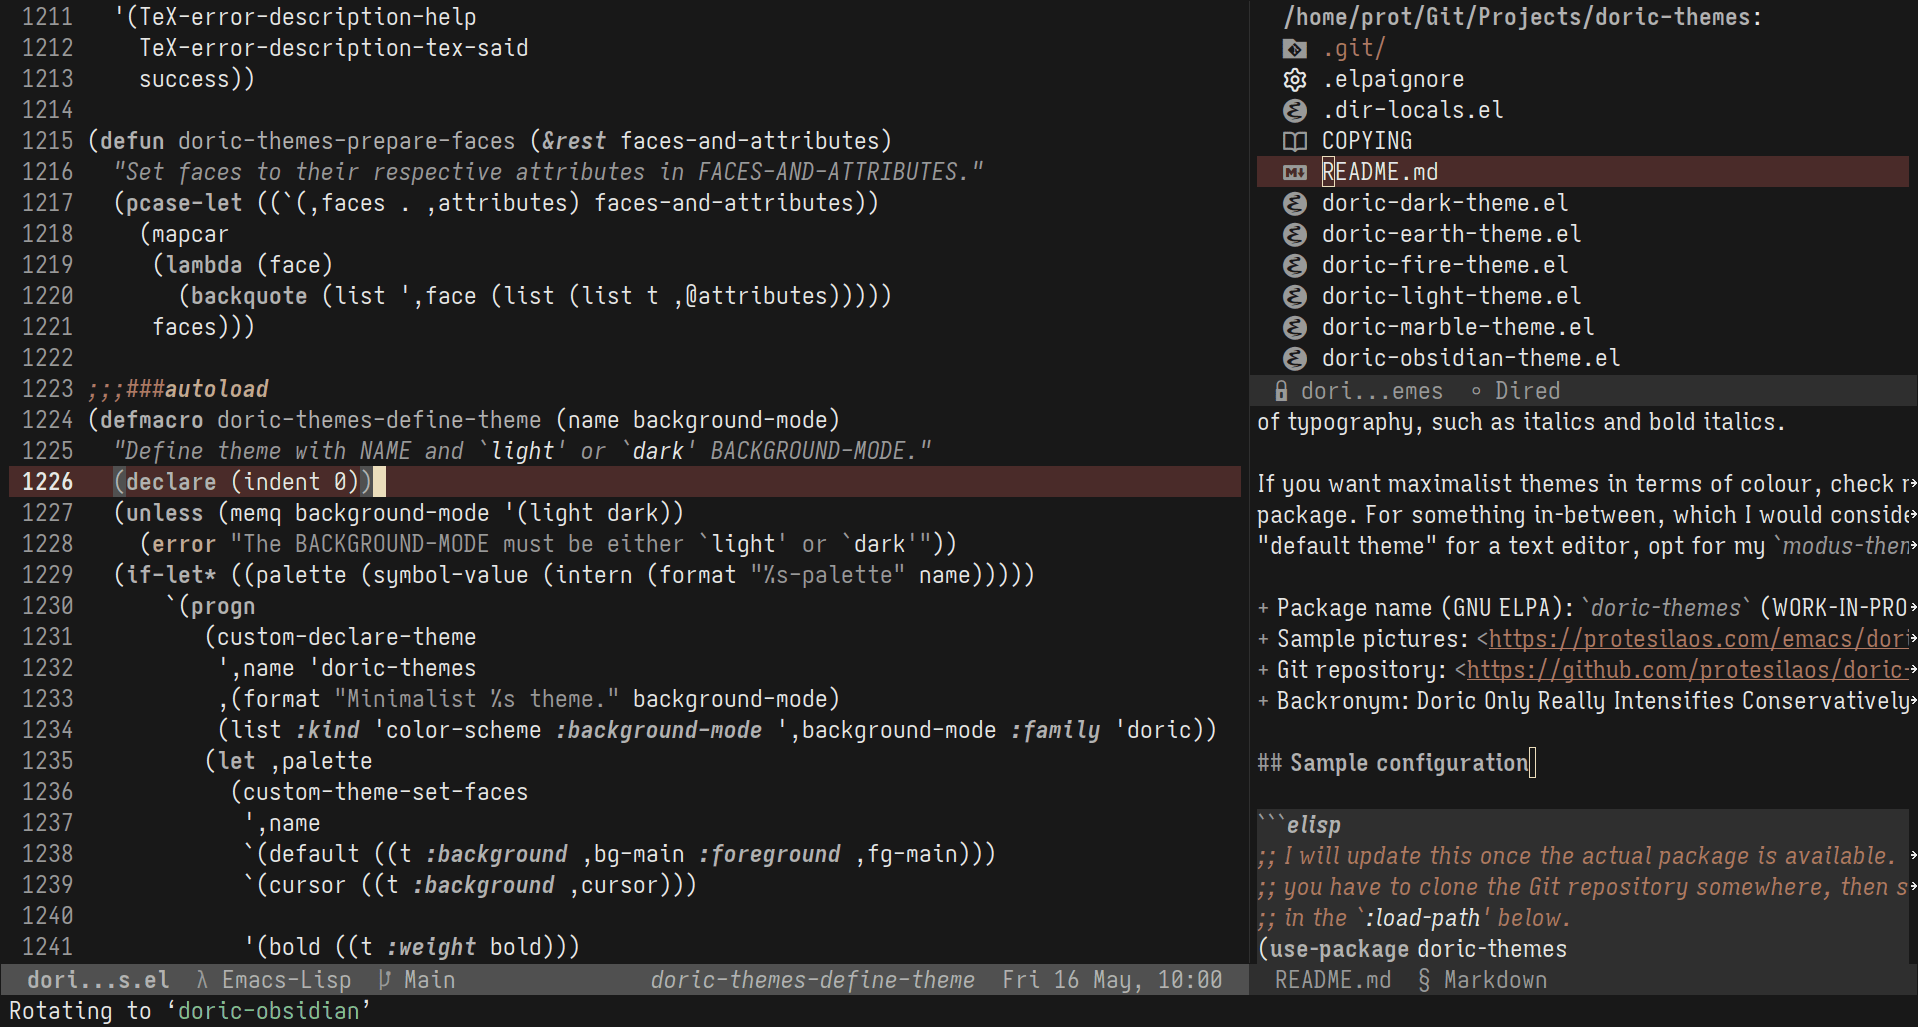 1211     '(TeX-error-description-help
1212       TeX-error-description-tex-said
1213       success))
1214
1215 (defun doric-themes-prepare-faces (&rest faces-and-attributes)
1216   "Set faces to their respective attributes in FACES-AND-ATTRIBUTES."
1217   (pcase-let ((`(,faces . ,attributes) faces-and-attributes))
1218     (mapcar
1219      (lambda (face)
1220        (backquote (list ',face (list (list t ,@attributes)))))
1221      faces)))
1222
1223 ;;;###autoload
1224 (defmacro doric-themes-define-theme (name background-mode)
1225   "Define theme with NAME and `light' or `dark' BACKGROUND-MODE."
1226   (declare (indent 0))
1227   (unless (memq background-mode '(light dark))
1228     (error "The BACKGROUND-MODE must be either `light' or `dark'"))
1229   (if-let* ((palette (symbol-value (intern (format "%s-palette" name)))))
1230       `(progn
1231          (custom-declare-theme
1232           ',name 'doric-themes
1233           ,(format "Minimalist %s theme." background-mode)
1234           (list :kind 'color-scheme :background-mode ',background-mode :family 'doric))
1235          (let ,palette
1236            (custom-theme-set-faces
1237             ',name
1238             `(default ((t :background ,bg-main :foreground ,fg-main)))
1239             `(cursor ((t :background ,cursor)))
1240
1241             '(bold ((t :weight bold)))
dori...s.el λ Emacs-Lisp Main doric-themes-define-theme Fri 16 May, 10:00
/home/prot/Git/Projects/doric-themes:
.git/
.elpaignore
.dir-locals.el
COPYING
README.md
doric-dark-theme.el
doric-earth-theme.el
doric-fire-theme.el
doric-light-theme.el
doric-marble-theme.el
doric-obsidian-theme.el
dori...emes ◦ Dired
of typography, such as italics and bold italics.

If you want maximalist themes in terms of colour, check
package. For something in-between, which I would
"default theme" for a text editor, opt for my

+ Package name (GNU ELPA): `doric-themes` (WORK-IN-PRO
+ Sample pictures: <https://protesilaos.com/emacs/dori
+ Git repository: <https://github.com/protesilaos/doric-
+ Backronym: Doric Only Really Intensifies Conservatively

## Sample configuration

```elisp
;; I will update this once the actual package is available.
;; you have to clone the Git repository somewhere, then s
;; in the `:load-path' below.
(use-package doric-themes
README.md § Markdown
Rotating to ‘doric-obsidian’